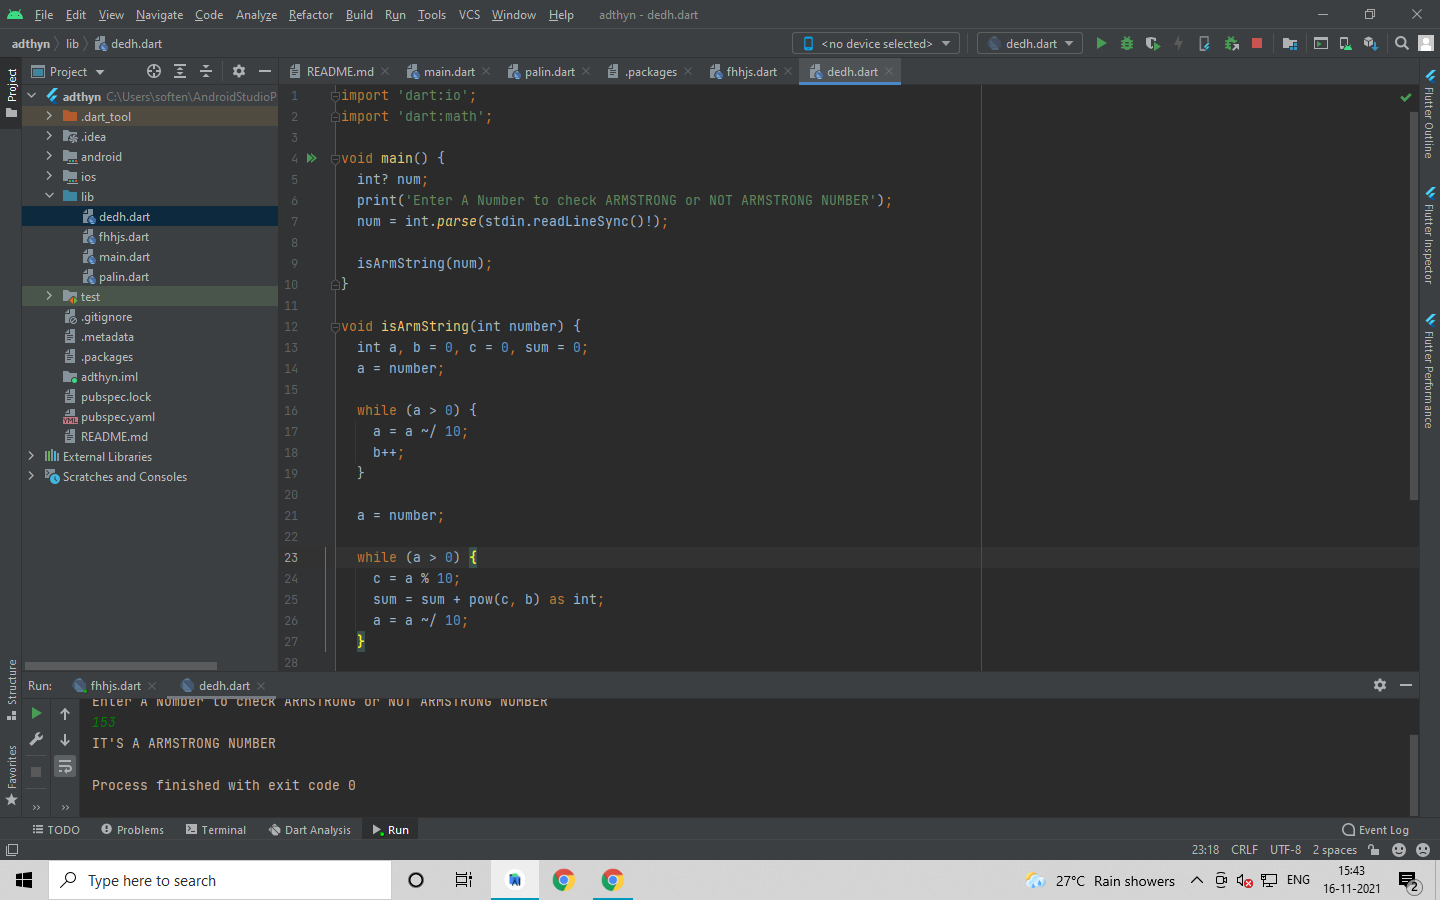 File Edit View Navigate Code Analyze Refactor Build Run Tools VCS Window Help adthyn - dedh.dart
adthyn lib dedh.dart <no device selected> dedh.dart
Project README.md main.dart palin.dart .packages fhhjs.dart dedh.dart
Project
adthyn C:\Users\soften\AndroidStudioP
.dart_tool
.idea
android
ios
lib
dedh.dart
fhhjs.dart
main.dart
palin.dart
test
.gitignore
.metadata
.packages
adthyn.iml
pubspec.lock
pubspec.yaml
README.md
External Libraries
Scratches and Consoles
Structure
Favorites
1 import 'dart:io';
2 import 'dart:math';
3
4 void main() {
5 int? num;
6 print('Enter A Number to check ARMSTRONG or NOT ARMSTRONG NUMBER');
7 num = int.parse(stdin.readLineSync()!);
8
9 isArmString(num);
10 }
11
12 void isArmString(int number) {
13 int a, b = 0, c = 0, sum = 0;
14 a = number;
15
16 while (a > 0) {
17 a = a ~/ 10;
18 b++;
19 }
20
21 a = number;
22
23 while (a > 0) {
24 c = a % 10;
25 sum = sum + pow(c, b) as int;
26 a = a ~/ 10;
27 }
28
Flutter Outline
Flutter Inspector
Flutter Performance
Run: fhhjs.dart dedh.dart
Enter A Number to check ARMSTRONG or NOT ARMSTRONG NUMBER
153
IT'S A ARMSTRONG NUMBER
Process finished with exit code 0
TODO Problems Terminal Dart Analysis Run Event Log
23:18 CRLF UTF-8 2 spaces
Type here to search 27°C Rain showers ENG 15:43
16-11-2021 2